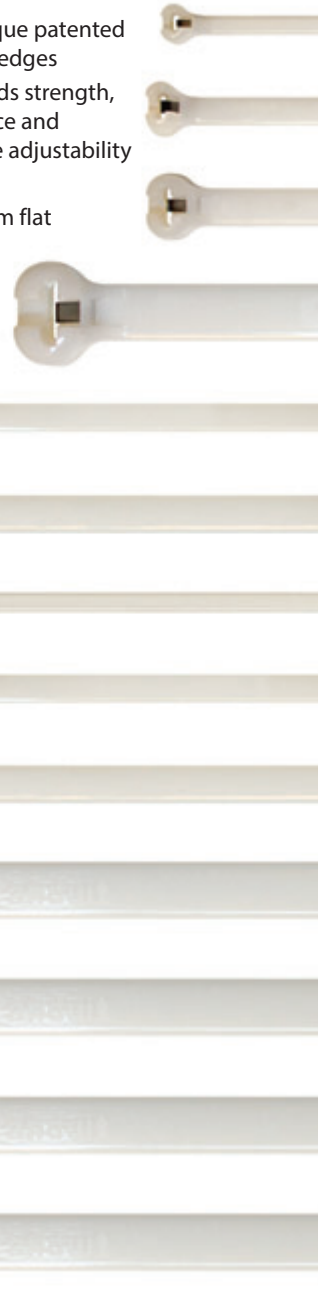 que patented
edges
ds strength,
ce and
e adjustability
m flat